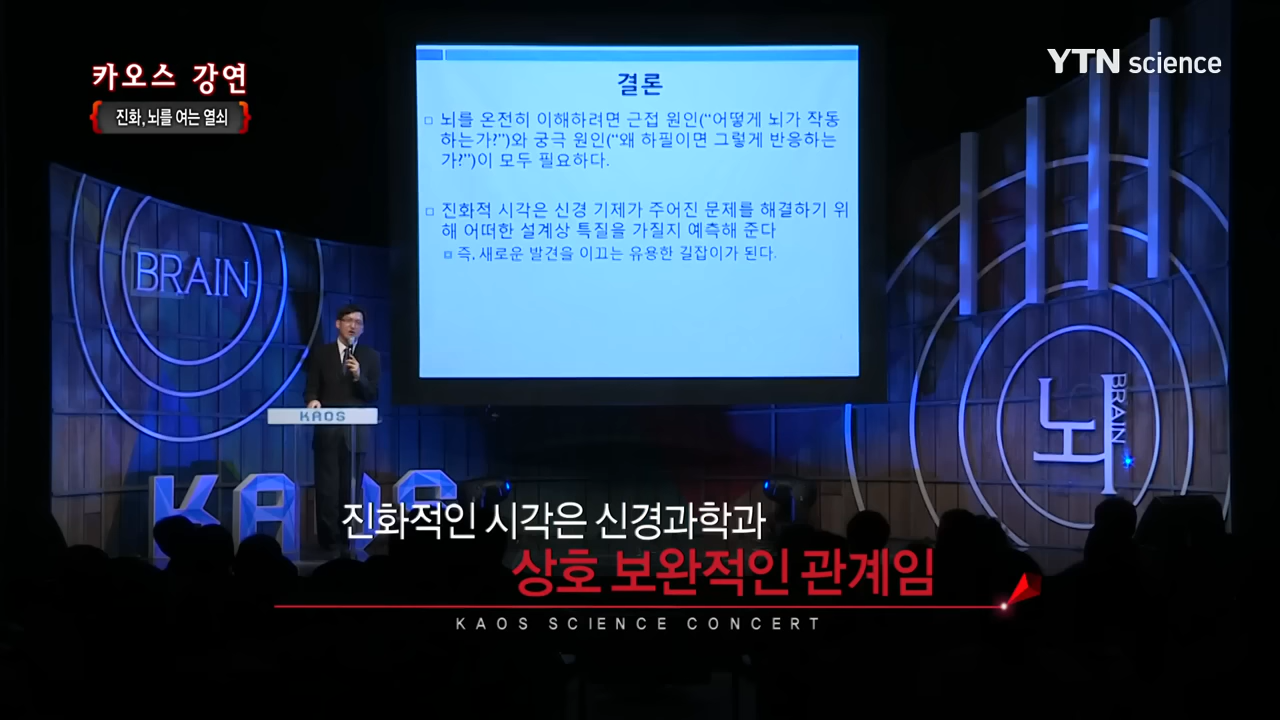 카오스 강연
진화, 뇌를 여는 열쇠
YTN science
결론
뇌를 온전히 이해하려면 근접 원인(“어떻게 뇌가 작동
하는가?”)와 궁극 원인(“왜 하필이면 그렇게 반응하는
가?”)이 모두 필요하다.
진화적 시각은 신경 기제가 주어진 문제를 해결하기 위
해 어떠한 설계상 특질을 가질지 예측해 준다
즉, 새로운 발견을 이끄는 유용한 길잡이가 된다.
BRAIN
KAOS
뇌
BRAIN
KAOS
진화적인 시각은 신경과학과
상호 보완적인 관계임
KAOS SCIENCE CONCERT